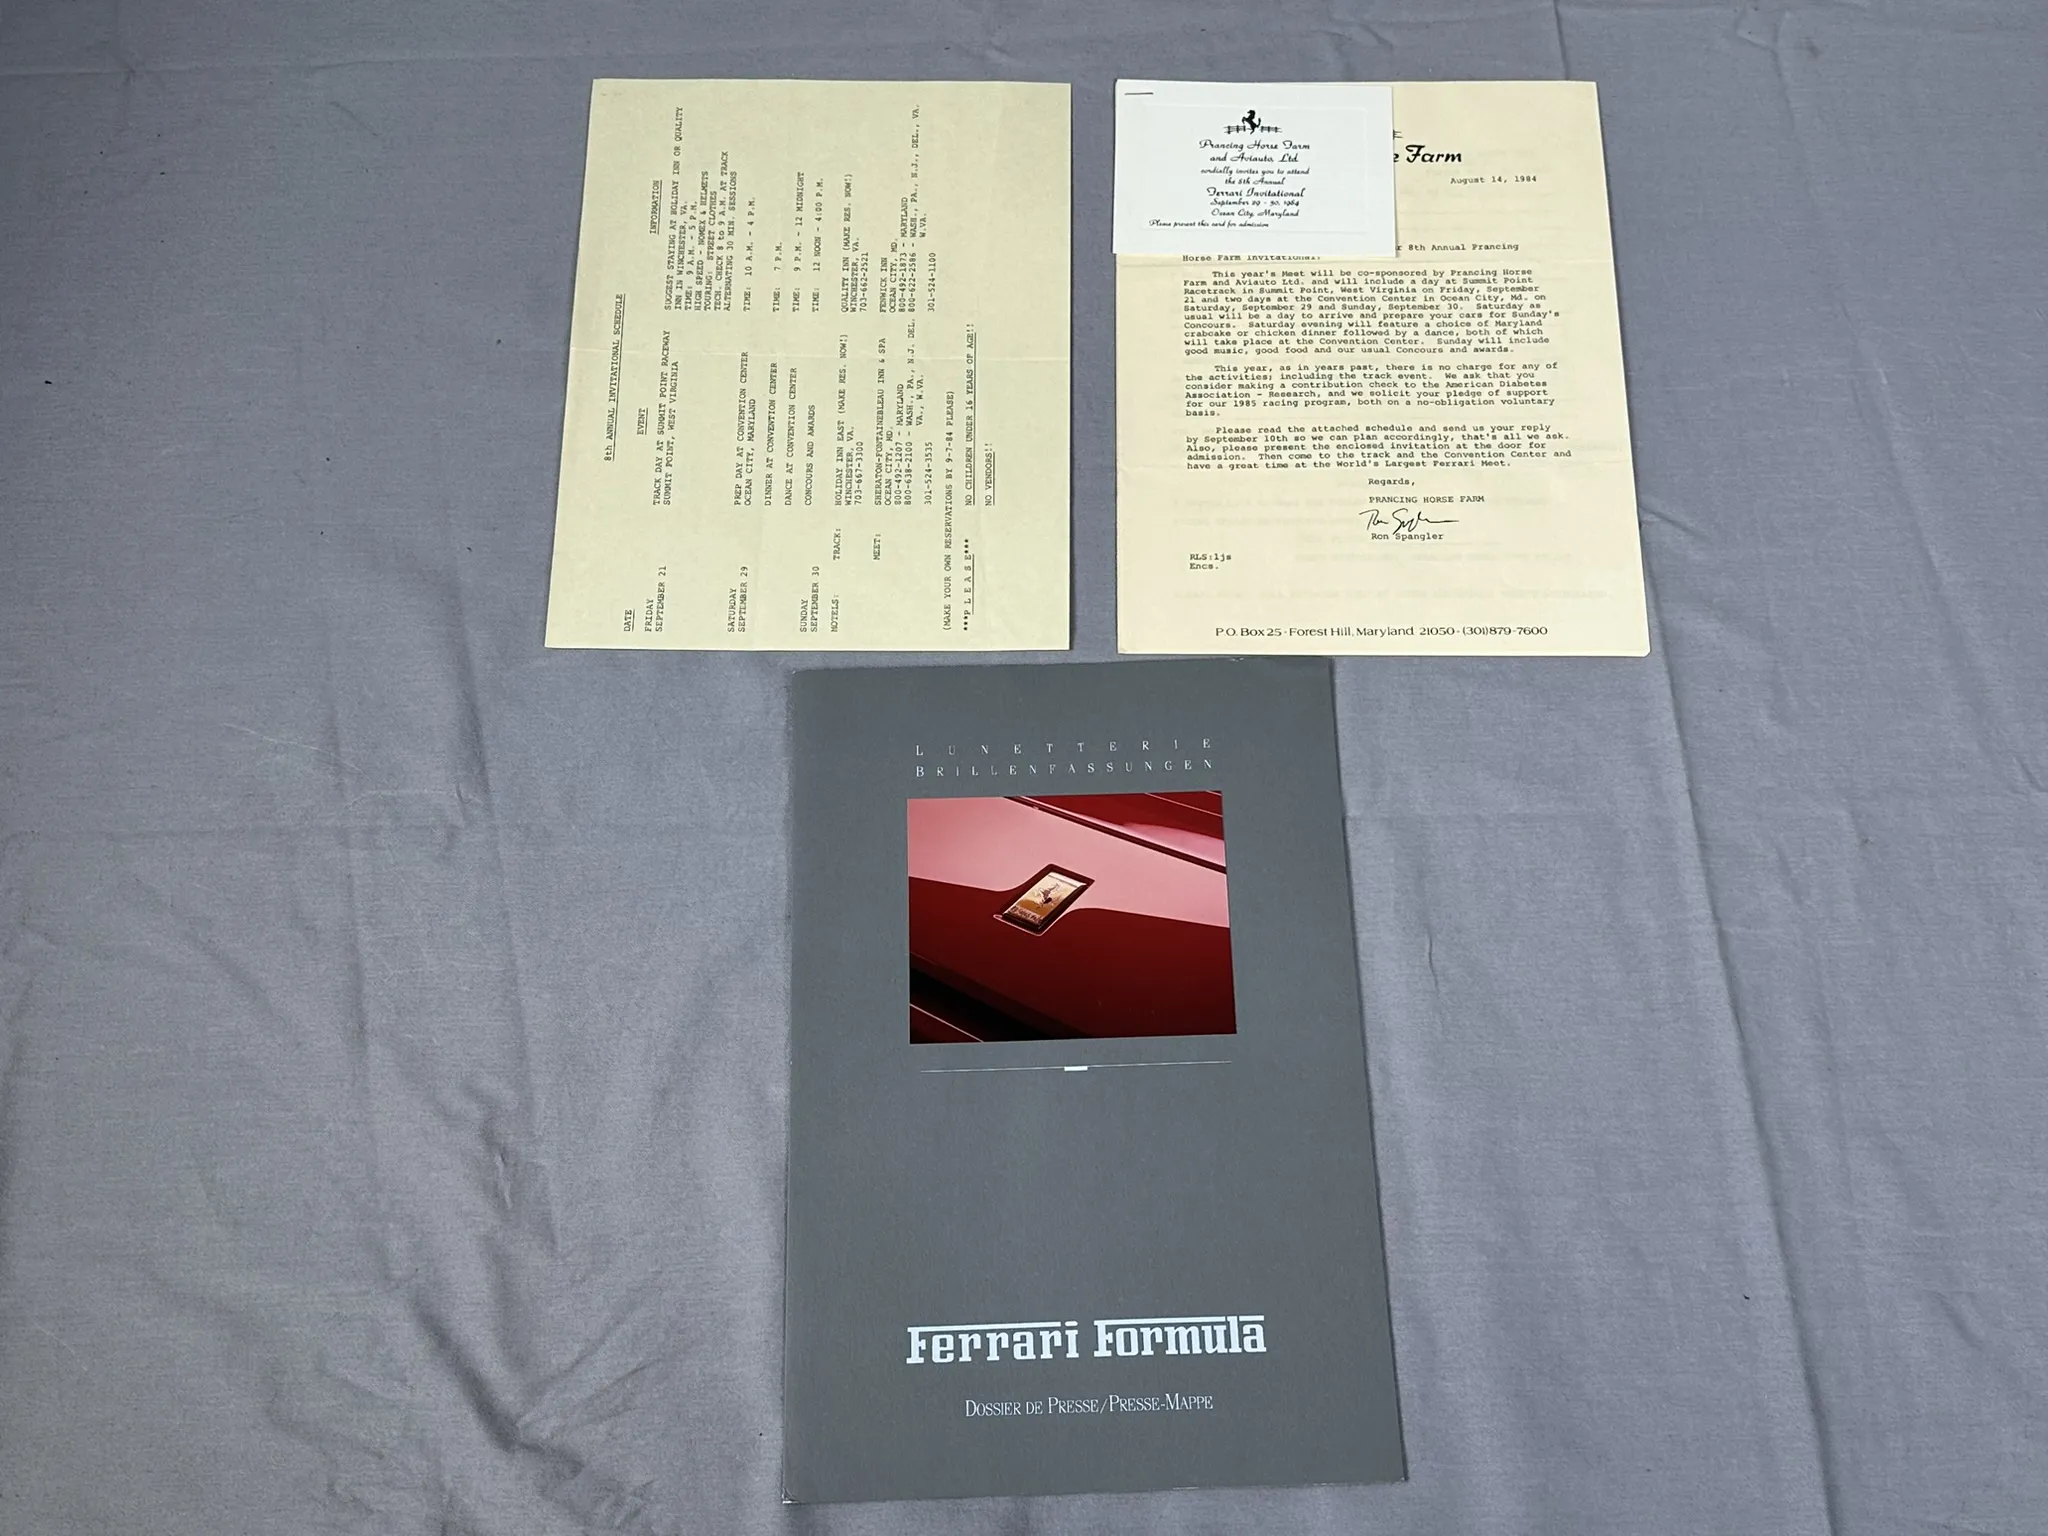 8th ANNUAL INVITATIONAL SCHEDULE
DATE EVENT INFORMATION
FRIDAY TRACK DAY AT SUMMIT POINT RACEWAY SUGGEST STAYING AT HOLIDAY INN OR QUALITY
SEPTEMBER 21 SUMMIT POINT, WEST VIRGINIA INN IN WINCHESTER, VA.
TIME: 9 A.M. - 5 P.M.
HIGH SPEED - NOMEX & HELMETS
TOURING: STREET CLOTHES
TECH. CHECK 8 to 9 A.M. AT TRACK
ALTERNATING 30 MIN. SESSIONS
SATURDAY PREP DAY AT CONVENTION CENTER TIME: 10 A.M. - 4 P.M.
SEPTEMBER 29 OCEAN CITY, MARYLAND
DINNER AT CONVENTION CENTER TIME: 7 P.M.
DANCE AT CONVENTION CENTER TIME: 9 P.M. - 12 MIDNIGHT
SUNDAY CONCOURS AND AWARDS TIME: 12 NOON - 4:00 P.M.
SEPTEMBER 30
MOTELS: TRACK: HOLIDAY INN EAST (MAKE RES. NOW!) QUALITY INN (MAKE RES. NOW!)
WINCHESTER, VA. WINCHESTER, VA.
703-667-3300 703-662-2521
MEET: SHERATON-FONTAINEBLEAU INN & SPA FENWICK INN
OCEAN CITY, MD. OCEAN CITY, MD.
800-492-1207 - MARYLAND 800-492-1873 - MARYLAND
800-638-2100 - WASH., PA., N.J. DEL. 800-622-2586 - WASH., PA., N.J., DEL., VA.
VA., W.VA. W.VA.
301-524-3535 301-524-1100
(MAKE YOUR OWN RESERVATIONS BY 9-7-84 PLEASE)
***P L E A S E*** NO CHILDREN UNDER 16 YEARS OF AGE!!
NO VENDORS!!
Prancing Horse Farm
and Aviauto, Ltd.
cordially invites you to attend
the 8th Annual
Ferrari Invitational
September 29 - 30, 1984
Ocean City, Maryland
Please present this card for admission
Farm
August 14, 1984
8th Annual Prancing
Horse Farm Invitational.
This year's Meet will be co-sponsored by Prancing Horse
Farm and Aviauto Ltd. and will include a day at Summit Point
Racetrack in Summit Point, West Virginia on Friday, September
21 and two days at the Convention Center in Ocean City, Md. on
Saturday, September 29 and Sunday, September 30. Saturday as
usual will be a day to arrive and prepare your cars for Sunday's
Concours. Saturday evening will feature a choice of Maryland
crabcake or chicken dinner followed by a dance, both of which
will take place at the Convention Center. Sunday will include
good music, good food and our usual Concours and awards.
This year, as in years past, there is no charge for any of
the activities; including the track event. We ask that you
consider making a contribution check to the American Diabetes
Association - Research, and we solicit your pledge of support
for our 1985 racing program, both on a no-obligation voluntary
basis.
Please read the attached schedule and send us your reply
by September 10th so we can plan accordingly, that's all we ask.
Also, please present the enclosed invitation at the door for
admission. Then come to the track and the Convention Center and
have a great time at the World's Largest Ferrari Meet.
Regards,
PRANCING HORSE FARM
Ron Spangler
RLS:ljs
Encs.
P.O. Box 25 · Forest Hill, Maryland 21050 · (301)879-7600
LUNETTERIE
BRILLENFASSUNGEN
Ferrari Formula
DOSSIER DE PRESSE/PRESSE-MAPPE